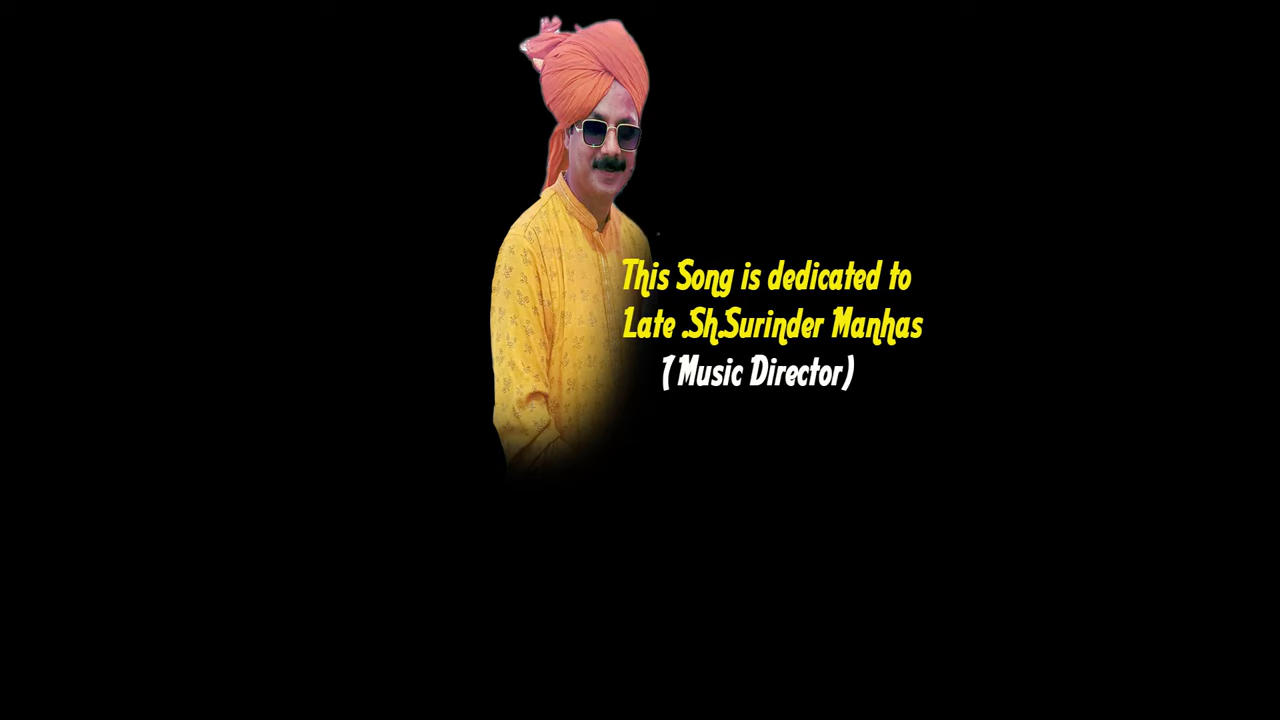 This Song is dedicated to
Late .Sh.Surinder Manhas
(Music Director)